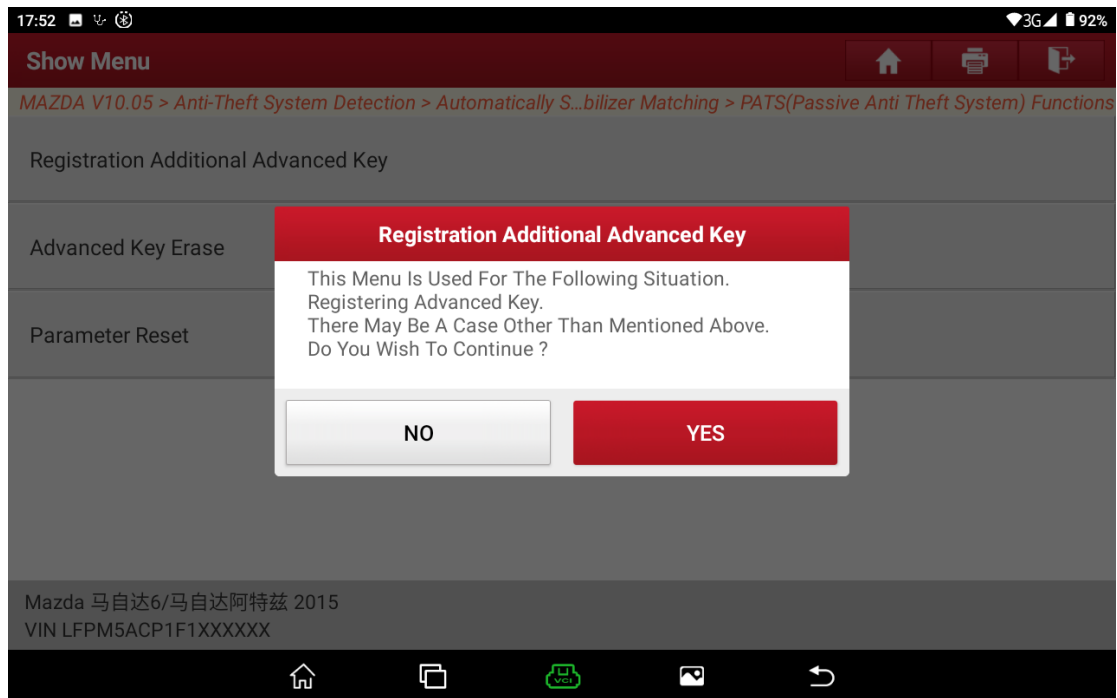 17:52
3G 92%
Show Menu
MAZDA V10.05 > Anti-Theft System Detection > Automatically S...bilizer Matching > PATS(Passive Anti Theft System) Functions
Registration Additional Advanced Key
Advanced Key Erase
Parameter Reset
Registration Additional Advanced Key
This Menu Is Used For The Following Situation.
Registering Advanced Key.
There May Be A Case Other Than Mentioned Above.
Do You Wish To Continue ?
NO
YES
Mazda 马自达6/马自达阿特兹 2015
VIN LFPM5ACP1F1XXXXXX
VCI